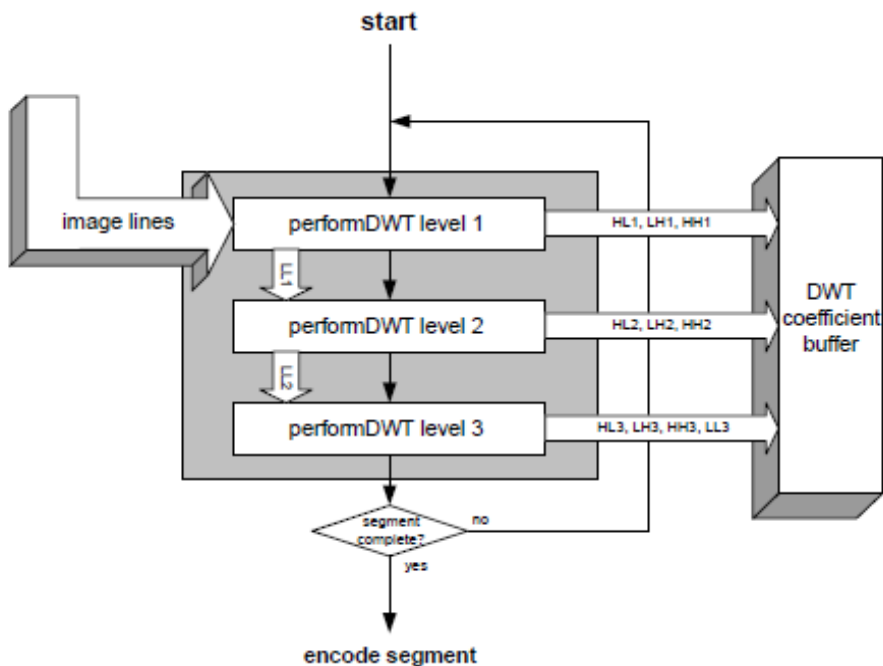 start
image lines
performDWT level 1
HL1, LH1, HH1
LL1
performDWT level 2
HL2, LH2, HH2
DWT
coefficient
buffer
LL2
performDWT level 3
HL3, LH3, HH3, LL3
segment
complete?
no
yes
encode segment